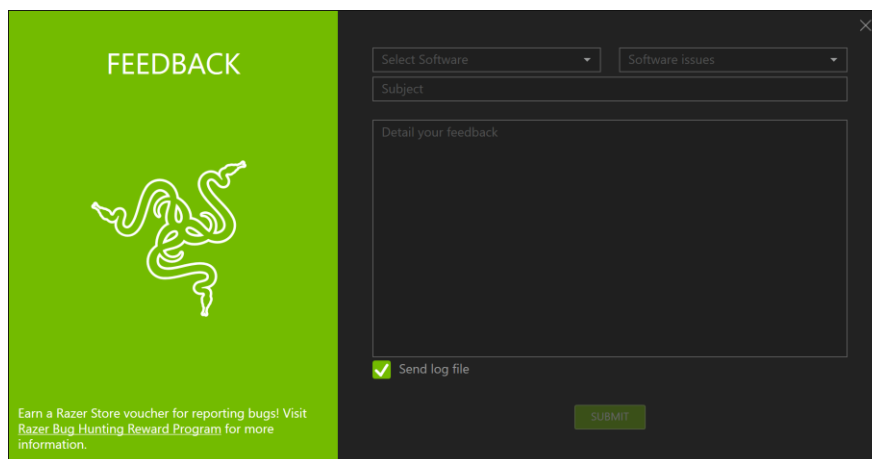 FEEDBACK
Select Software
Software issues
Subject
Detail your feedback
Send log file
SUBMIT
Earn a Razer Store voucher for reporting bugs! Visit
Razer Bug Hunting Reward Program for more
information.